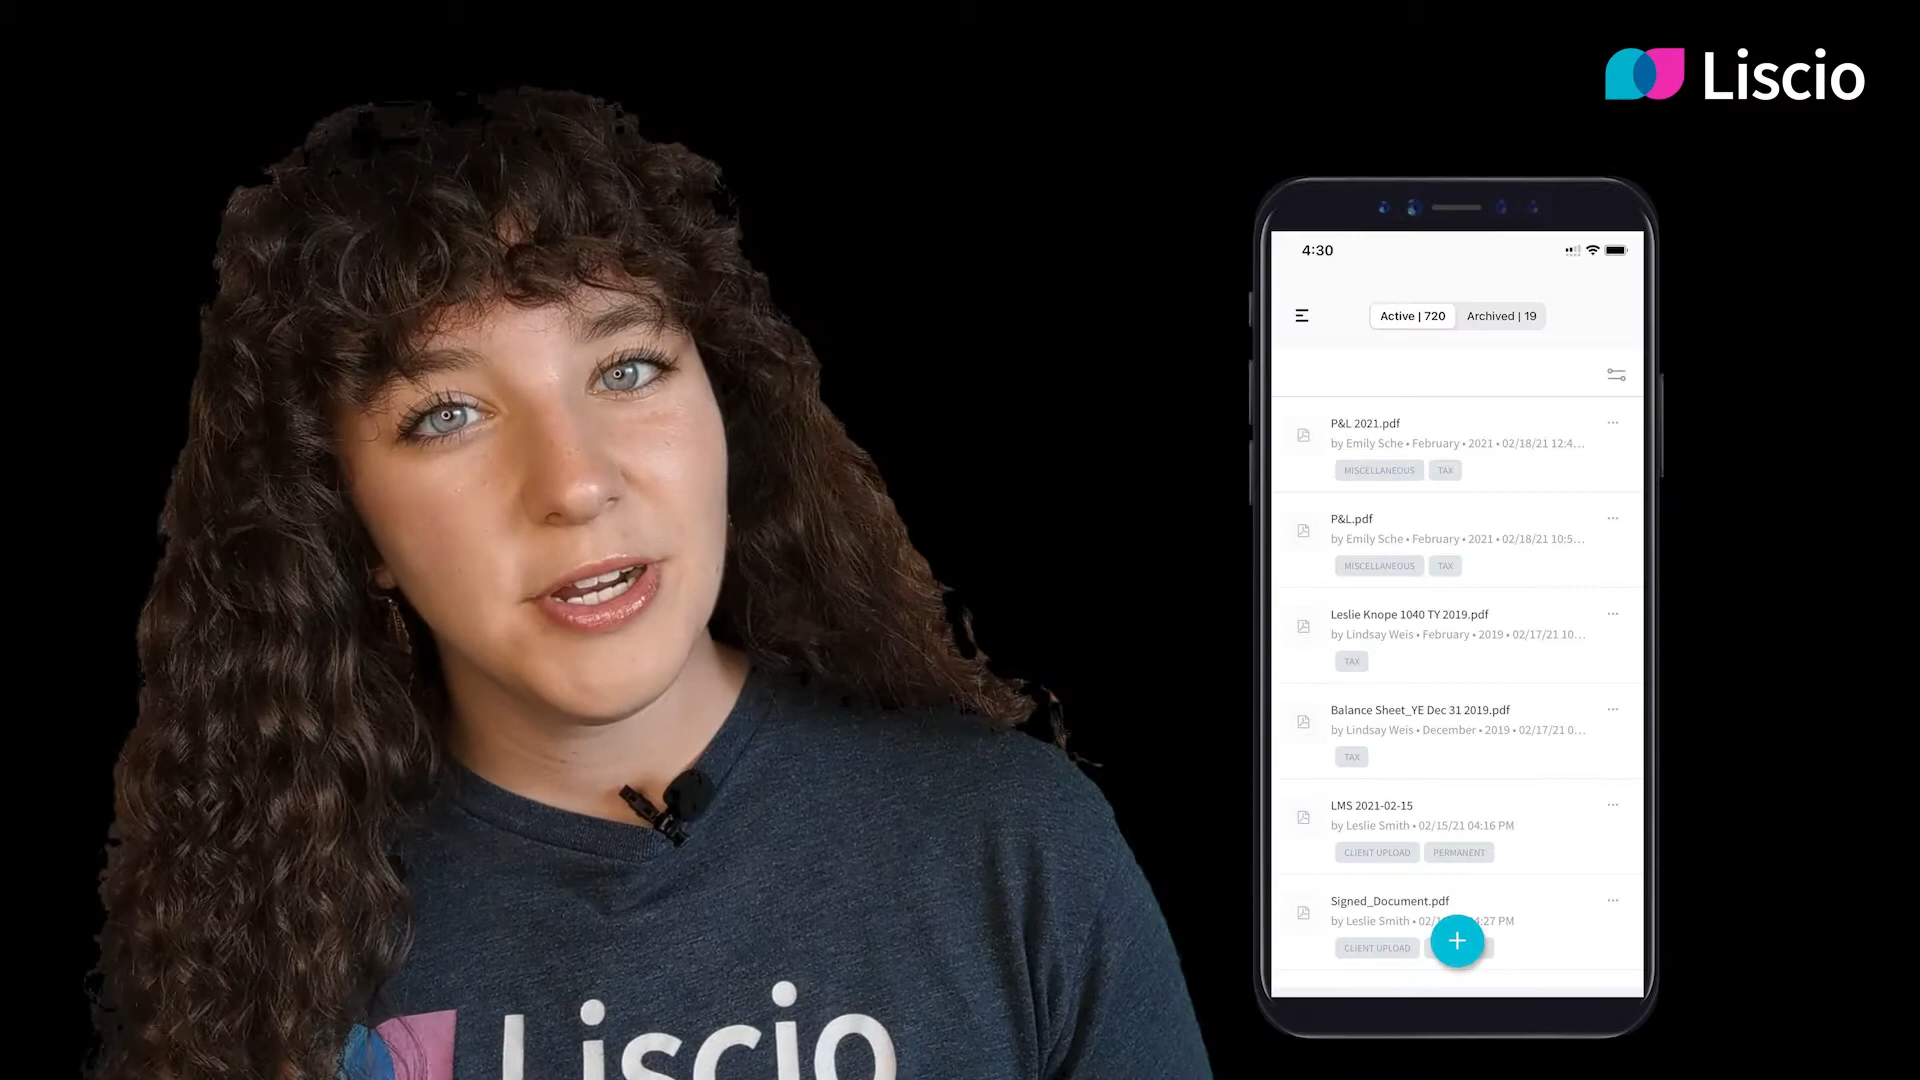 Liscio
4:30
Active | 720
Archived | 19
P&L 2021.pdf
by Emily Sche • February • 2021 • 02/18/21 12:4...
MISCELLANEOUS TAX
P&L.pdf
by Emily Sche • February • 2021 • 02/18/21 10:5...
MISCELLANEOUS TAX
Leslie Knope 1040 TY 2019.pdf
by Lindsay Weis • February • 2019 • 02/17/21 10...
TAX
Balance Sheet_YE Dec 31 2019.pdf
by Lindsay Weis • December • 2019 • 02/17/21 0...
TAX
LMS 2021-02-15
by Leslie Smith • 02/15/21 04:16 PM
CLIENT UPLOAD PERMANENT
Signed_Document.pdf
by Leslie Smith • 02/1 4:27 PM
CLIENT UPLOAD
Liscio